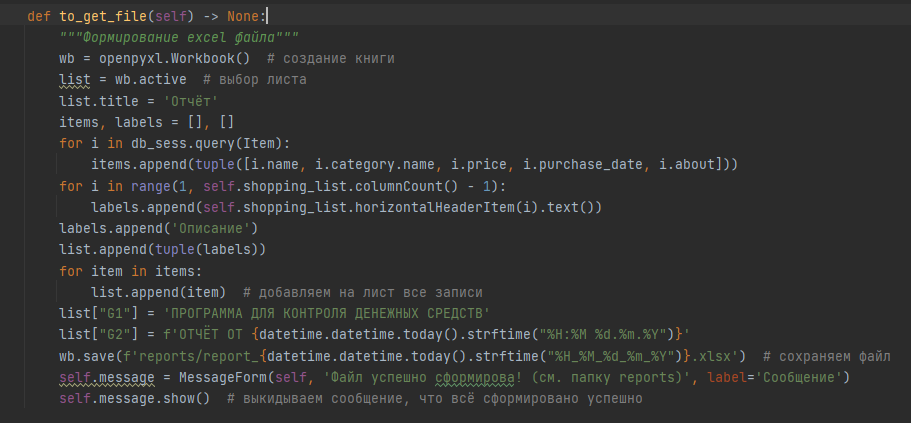 def to_get_file(self) -> None:
    """Формирование excel файла"""
    wb = openpyxl.Workbook()  # создание книги
    list = wb.active  # выбор листа
    list.title = 'Отчёт'
    items, labels = [], []
    for i in db_sess.query(Item):
        items.append(tuple([i.name, i.category.name, i.price, i.purchase_date, i.about]))
    for i in range(1, self.shopping_list.columnCount() - 1):
        labels.append(self.shopping_list.horizontalHeaderItem(i).text())
    labels.append('Описание')
    list.append(tuple(labels))
    for item in items:
        list.append(item)  # добавляем на лист все записи
    list["G1"] = 'ПРОГРАММА ДЛЯ КОНТРОЛЯ ДЕНЕЖНЫХ СРЕДСТВ'
    list["G2"] = f'ОТЧЁТ ОТ {datetime.datetime.today().strftime("%H:%M %d.%m.%Y")}'
    wb.save(f'reports/report_{datetime.datetime.today().strftime("%H_%M_%d_%m_%Y")}.xlsx')  # сохраняем файл
    self.message = MessageForm(self, 'Файл успешно сформирова! (см. папку reports)', label='Сообщение')
    self.message.show()  # выкидываем сообщение, что всё сформировано успешно